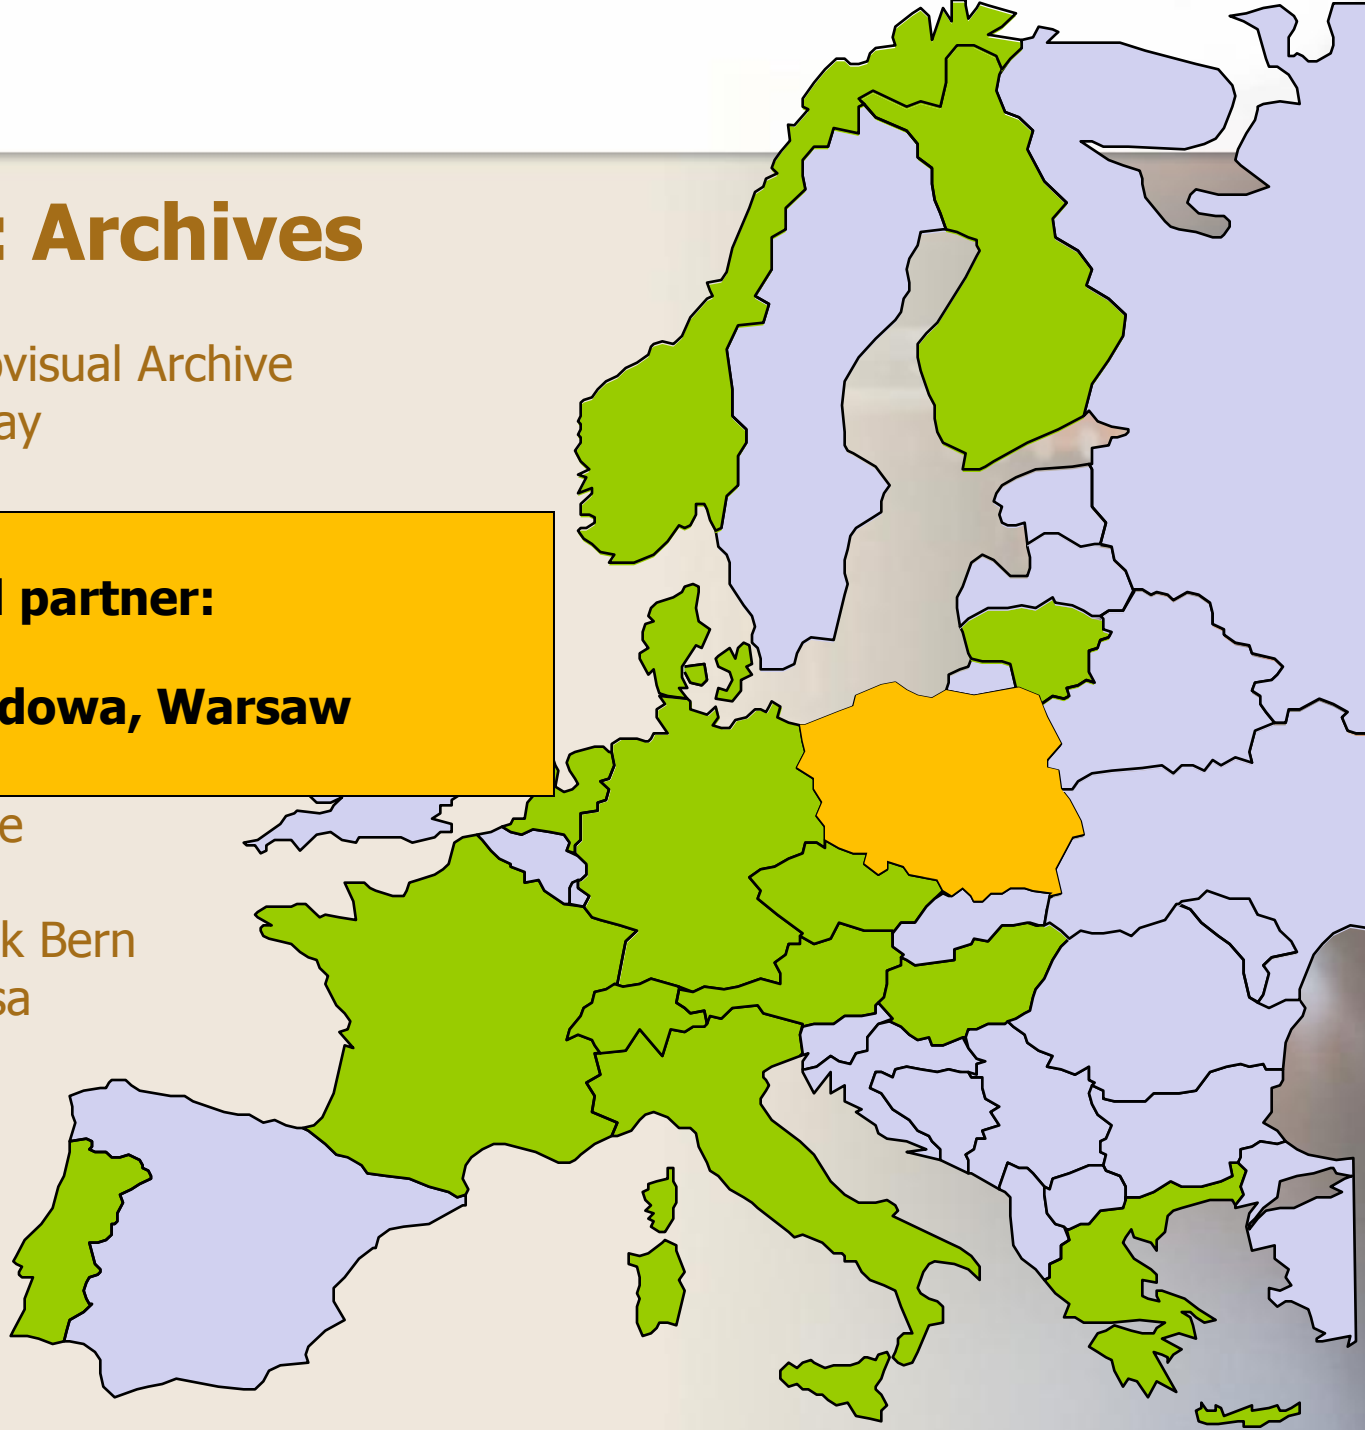 : Archives
ovisual Archive
ay
l partner:
dowa, Warsaw
e
k Bern
sa